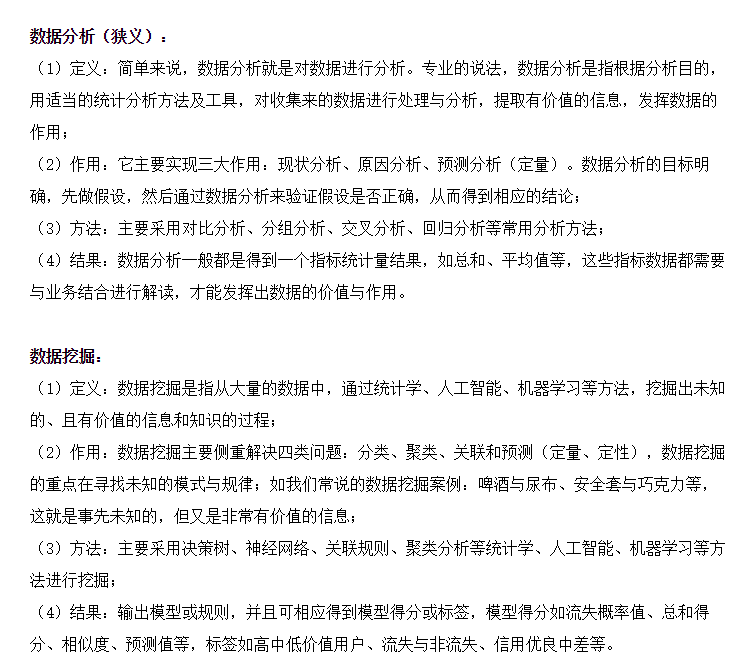 数据分析（狭义）：
（1）定义：简单来说，数据分析就是对数据进行分析。专业的说法，数据分析是指根据分析目的，
用适当的统计分析方法及工具，对收集来的数据进行处理与分析，提取有价值的信息，发挥数据的
作用；
（2）作用：它主要实现三大作用：现状分析、原因分析、预测分析（定量）。数据分析的目标明
确，先做假设，然后通过数据分析来验证假设是否正确，从而得到相应的结论；
（3）方法：主要采用对比分析、分组分析、交叉分析、回归分析等常用分析方法；
（4）结果：数据分析一般都是得到一个指标统计量结果，如总和、平均值等，这些指标数据都需要
与业务结合进行解读，才能发挥出数据的价值与作用。
数据挖掘：
（1）定义：数据挖掘是指从大量的数据中，通过统计学、人工智能、机器学习等方法，挖掘出未知
的、且有价值的信息和知识的过程；
（2）作用：数据挖掘主要侧重解决四类问题：分类、聚类、关联和预测（定量、定性），数据挖掘
的重点在寻找未知的模式与规律；如我们常说的数据挖掘案例：啤酒与尿布、安全套与巧克力等，
这就是事先未知的，但又是非常有价值的信息；
（3）方法：主要采用决策树、神经网络、关联规则、聚类分析等统计学、人工智能、机器学习等方
法进行挖掘；
（4）结果：输出模型或规则，并且可相应得到模型得分或标签，模型得分如流失概率值、总和得
分、相似度、预测值等，标签如高中低价值用户、流失与非流失、信用优良中差等。